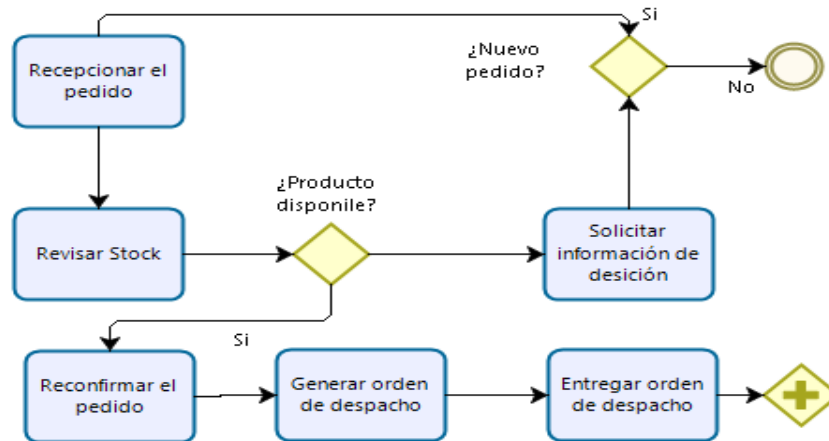 Si
¿Nuevo
pedido?
Recepcionar el
pedido
No
¿Producto
disponile?
Revisar Stock
Solicitar
información de
desición
Si
Reconfirmar el
pedido
Generar orden
de despacho
Entregar orden
de despacho